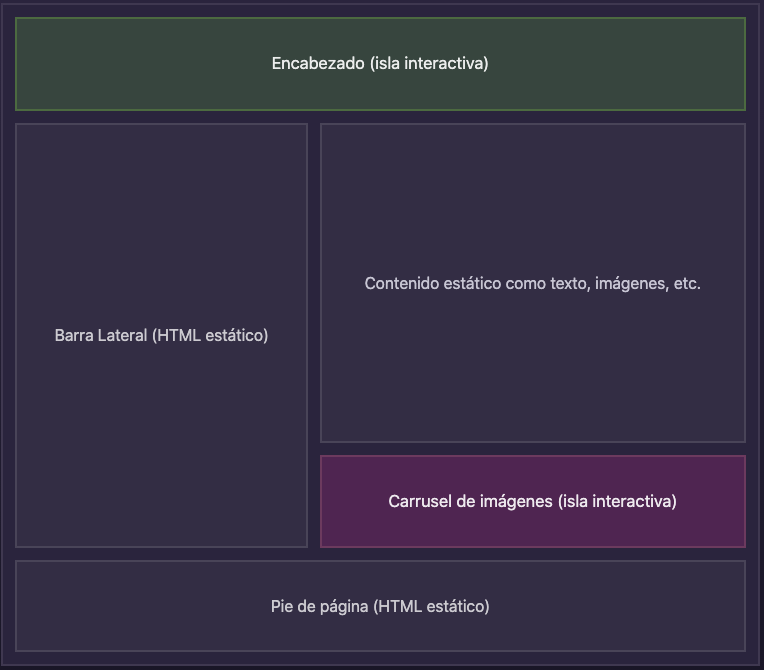 Encabezado (isla interactiva)
Barra Lateral (HTML estático)
Contenido estático como texto, imágenes, etc.
Carrusel de imágenes (isla interactiva)
Pie de página (HTML estático)